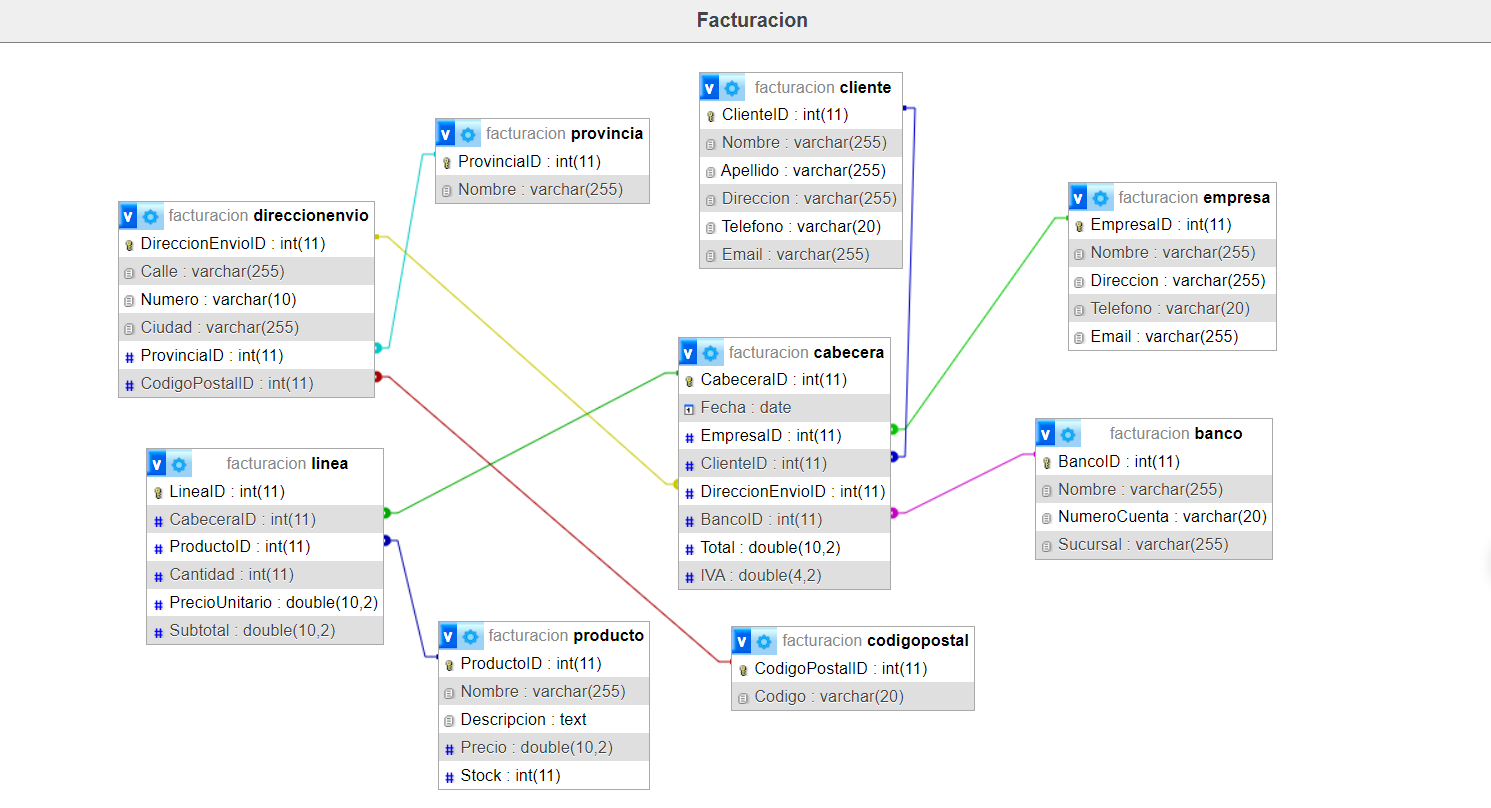 Facturacion
facturacion cliente
ClienteID : int(11)
Nombre : varchar(255)
Apellido : varchar(255)
Direccion : varchar(255)
Telefono : varchar(20)
Email : varchar(255)
facturacion provincia
ProvinciaID : int(11)
Nombre : varchar(255)
facturacion empresa
EmpresaID : int(11)
Nombre : varchar(255)
Direccion : varchar(255)
Telefono : varchar(20)
Email : varchar(255)
facturacion direccionenvio
DireccionEnvioID : int(11)
Calle : varchar(255)
Numero : varchar(10)
Ciudad : varchar(255)
ProvinciaID : int(11)
CodigoPostalID : int(11)
facturacion cabecera
CabeceraID : int(11)
Fecha : date
EmpresaID : int(11)
ClienteID : int(11)
DireccionEnvioID : int(11)
BancoID : int(11)
Total : double(10,2)
IVA : double(4,2)
facturacion banco
BancoID : int(11)
Nombre : varchar(255)
NumeroCuenta : varchar(20)
Sucursal : varchar(255)
facturacion linea
LineaID : int(11)
CabeceraID : int(11)
ProductoID : int(11)
Cantidad : int(11)
PrecioUnitario : double(10,2)
Subtotal : double(10,2)
facturacion producto
ProductoID : int(11)
Nombre : varchar(255)
Descripcion : text
Precio : double(10,2)
Stock : int(11)
facturacion codigopostal
CodigoPostalID : int(11)
Codigo : varchar(20)